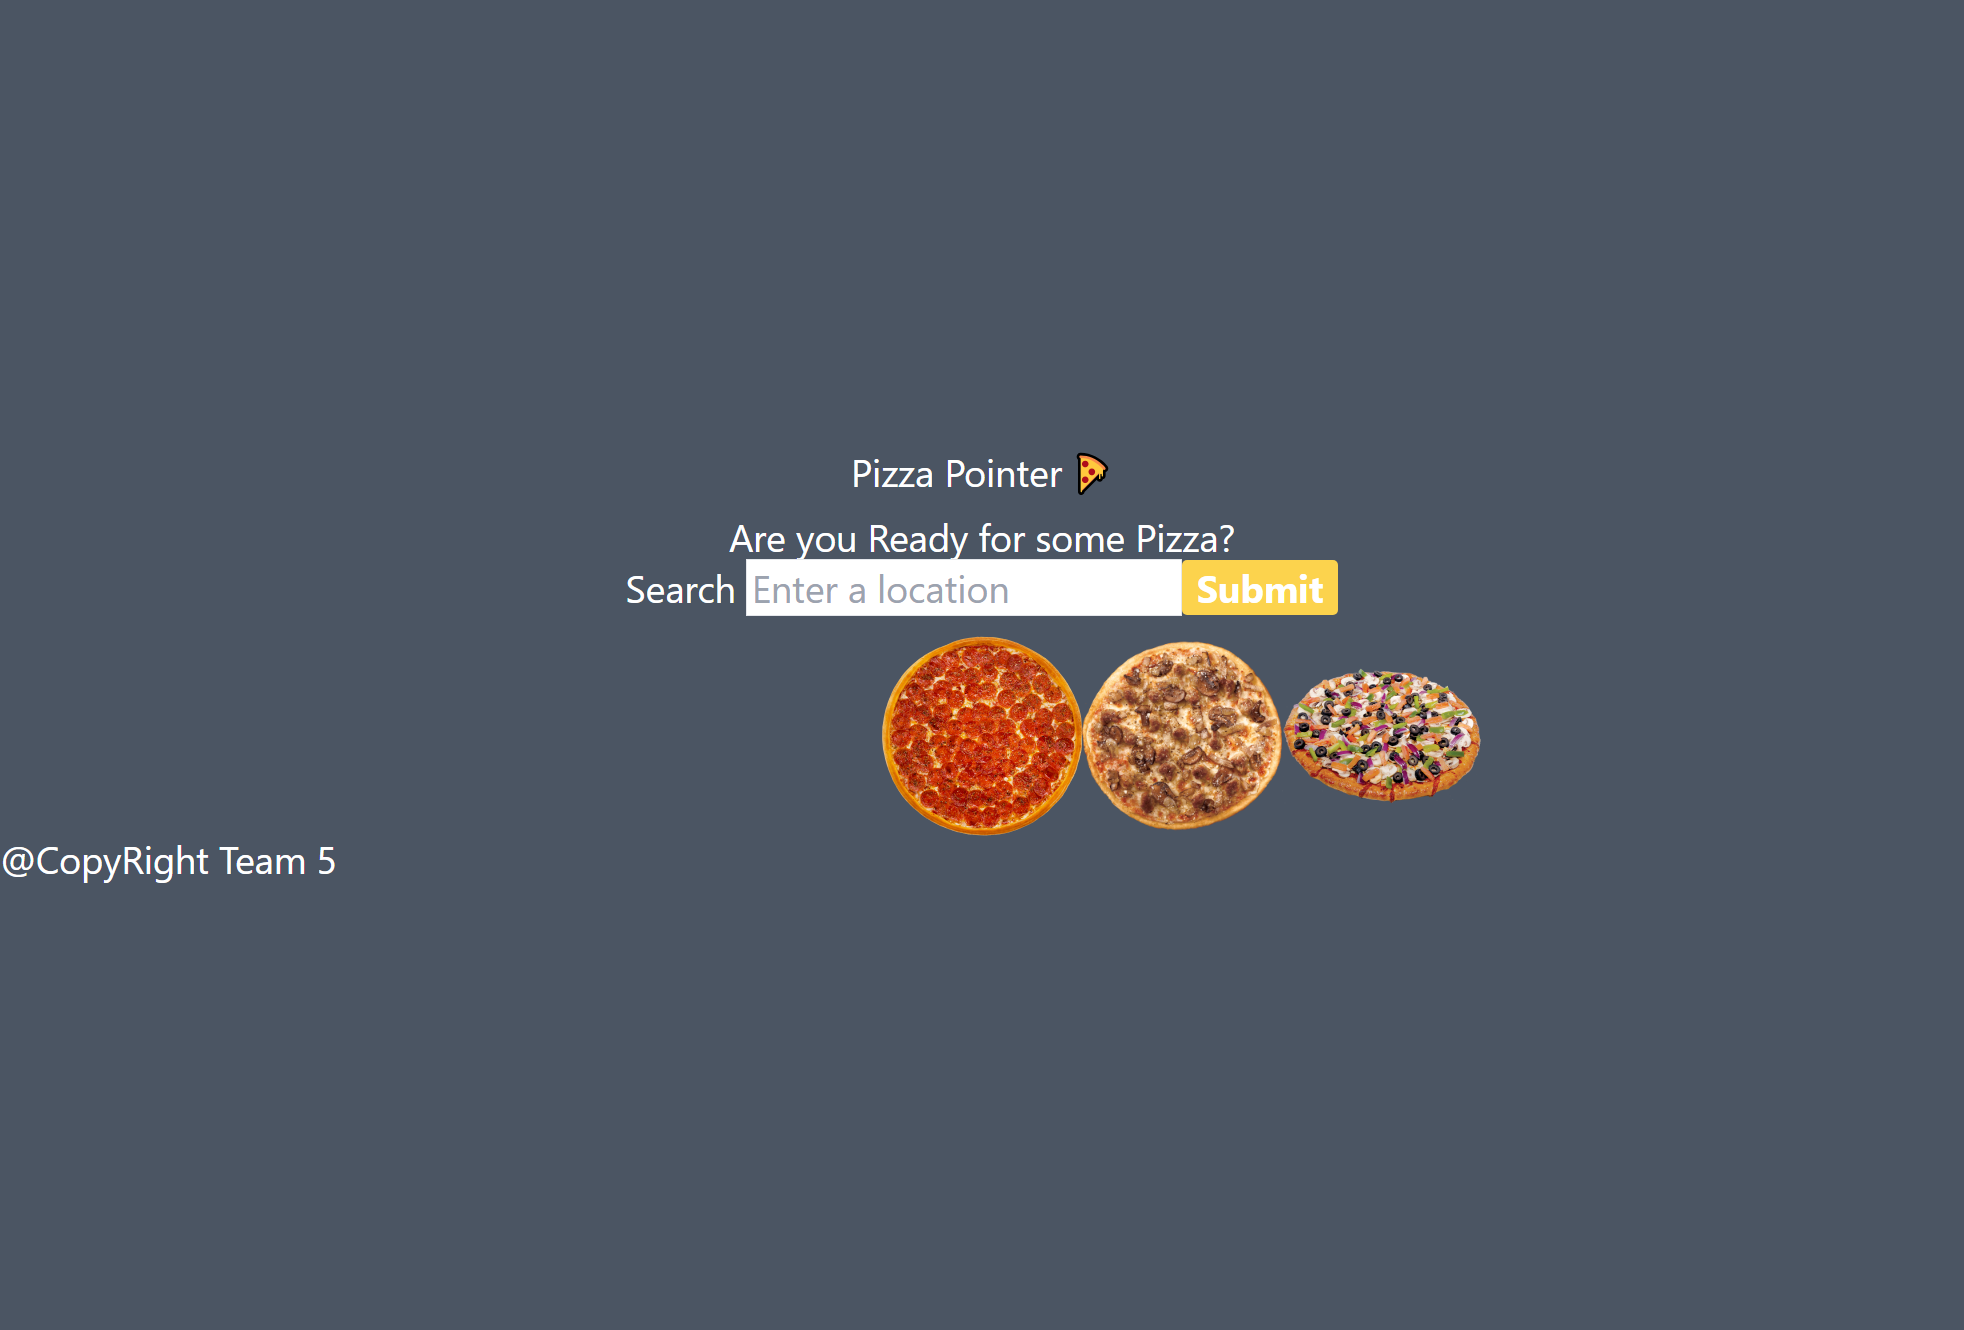 Pizza Pointer 🍕
Are you Ready for some Pizza?
Search Enter a location Submit
@CopyRight Team 5